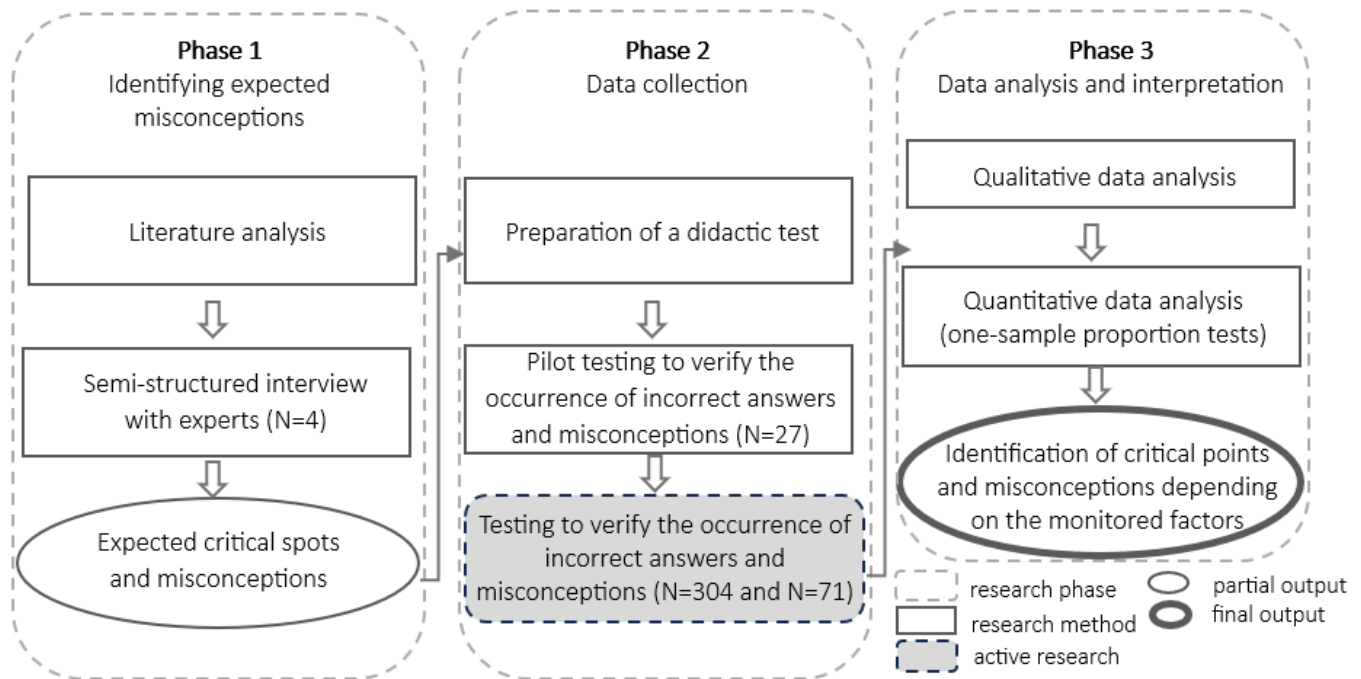 Phase 1
Identifying expected
misconceptions
Literature analysis
Semi-structured interview
with experts (N=4)
Expected critical spots
and misconceptions
Phase 2
Data collection
Preparation of a didactic test
Pilot testing to verify the
occurrence of incorrect answers
and misconceptions (N=27)
Testing to verify the occurrence of
incorrect answers and
misconceptions (N=304 and N=71)
Phase 3
Data analysis and interpretation
Qualitative data analysis
Quantitative data analysis
(one-sample proportion tests)
Identification of critical points
and misconceptions depending
on the monitored factors
research phase
research method
active research
partial output
final output